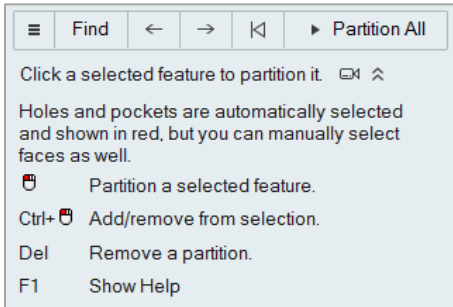 Find Partition All
Click a selected feature to partition it.
Holes and pockets are automatically selected
and shown in red, but you can manually select
faces as well.
Partition a selected feature.
Ctrl+ Add/remove from selection.
Del Remove a partition.
F1 Show Help